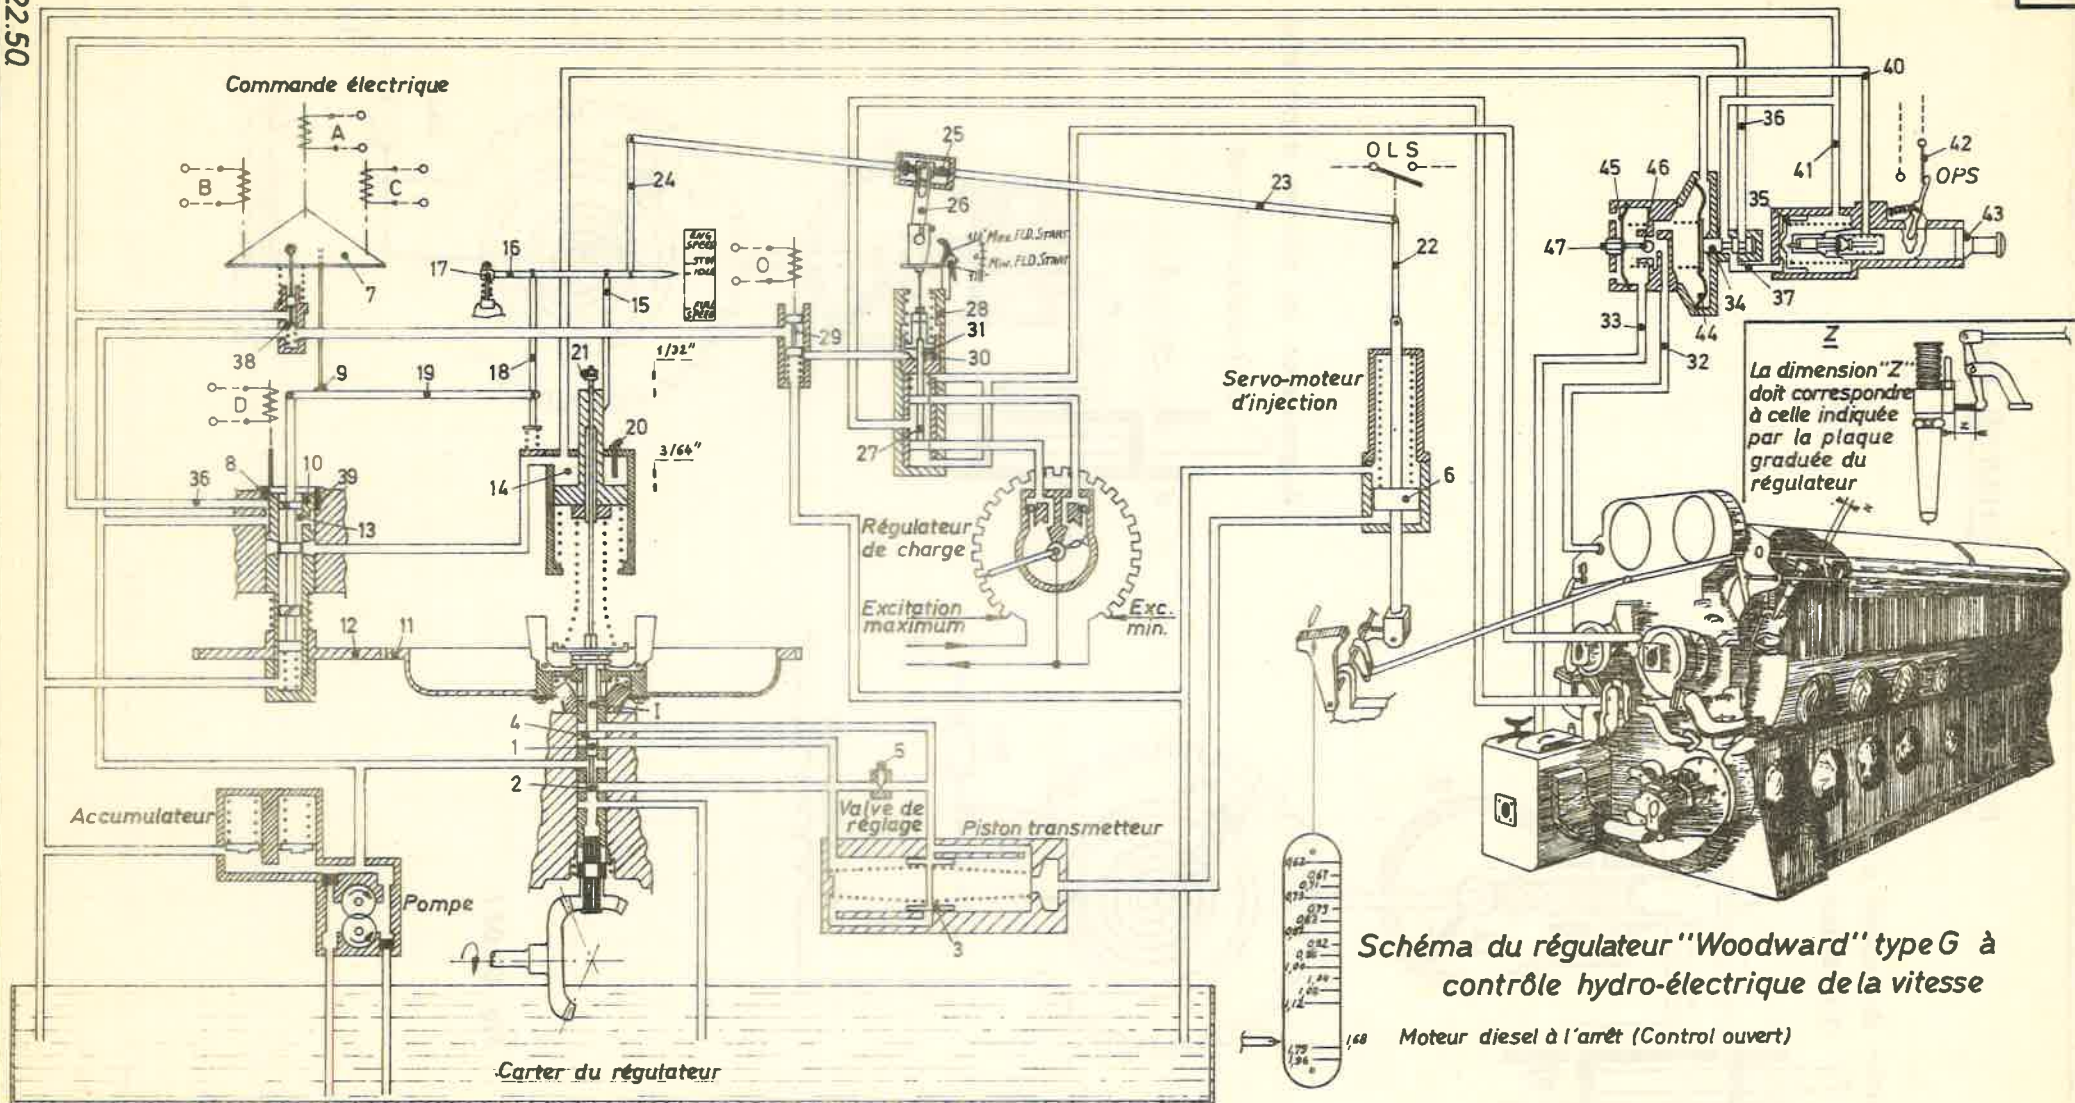 22.50
Commande électrique
A
B
C
7
38
9
D
19
18
8
10
39
36
13
12
11
17
16
15
24
ENG SPEED
STOP
IDLE
FULL SPEED
O
21
1/32"
20
3/64"
14
25
26
Max. FLD. START
Min. FLD. START
28
29
31
30
27
Régulateur
de charge
Excitation
maximum
Exc.
min.
OLS
23
22
Servo-moteur
d'injection
6
40
36
41
42
OPS
45
46
35
43
47
34
37
33
44
32
Z
La dimension "Z"
doit correspondre
à celle indiquée
par la plaque
graduée du
régulateur
z
I
4
1
2
5
Valve de
réglage
Piston transmetteur
3
Accumulateur
Pompe
Carter du régulateur
1,68
Schéma du régulateur "Woodward" type G à
contrôle hydro-électrique de la vitesse
Moteur diesel à l'arrêt (Control ouvert)